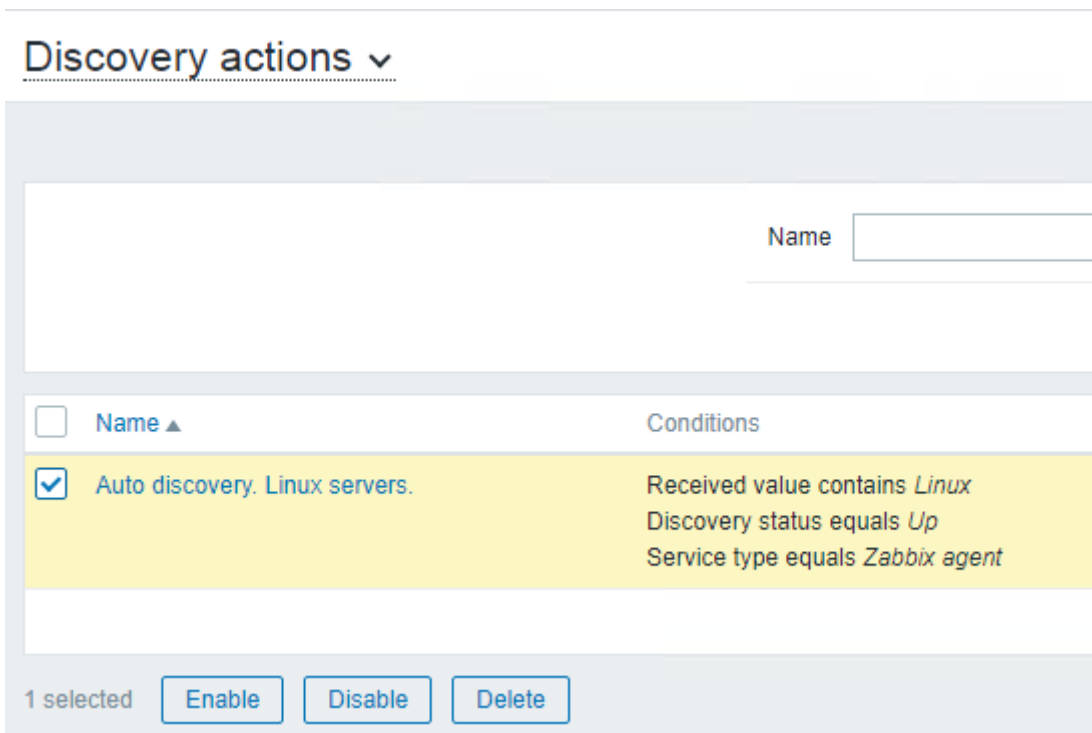 Discovery actions
Name
Name Conditions
Auto discovery. Linux servers. Received value contains Linux
Discovery status equals Up
Service type equals Zabbix agent
1 selected Enable Disable Delete